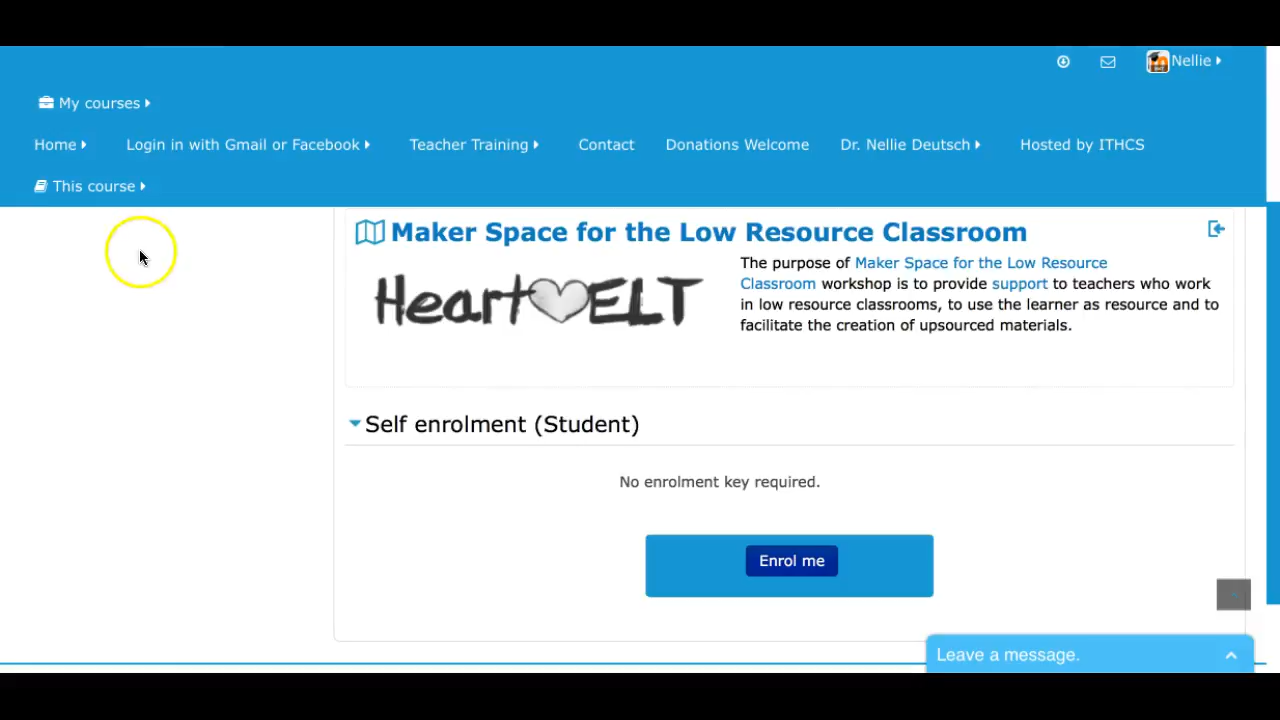 Nellie
My courses
Home
Login in with Gmail or Facebook
Teacher Training
Contact
Donations Welcome
Dr. Nellie Deutsch
Hosted by ITHCS
This course
Maker Space for the Low Resource Classroom
Heart ELT
The purpose of Maker Space for the Low Resource
Classroom workshop is to provide support to teachers who work
in low resource classrooms, to use the learner as resource and to
facilitate the creation of upsourced materials.
Self enrolment (Student)
No enrolment key required.
Enrol me
Leave a message.